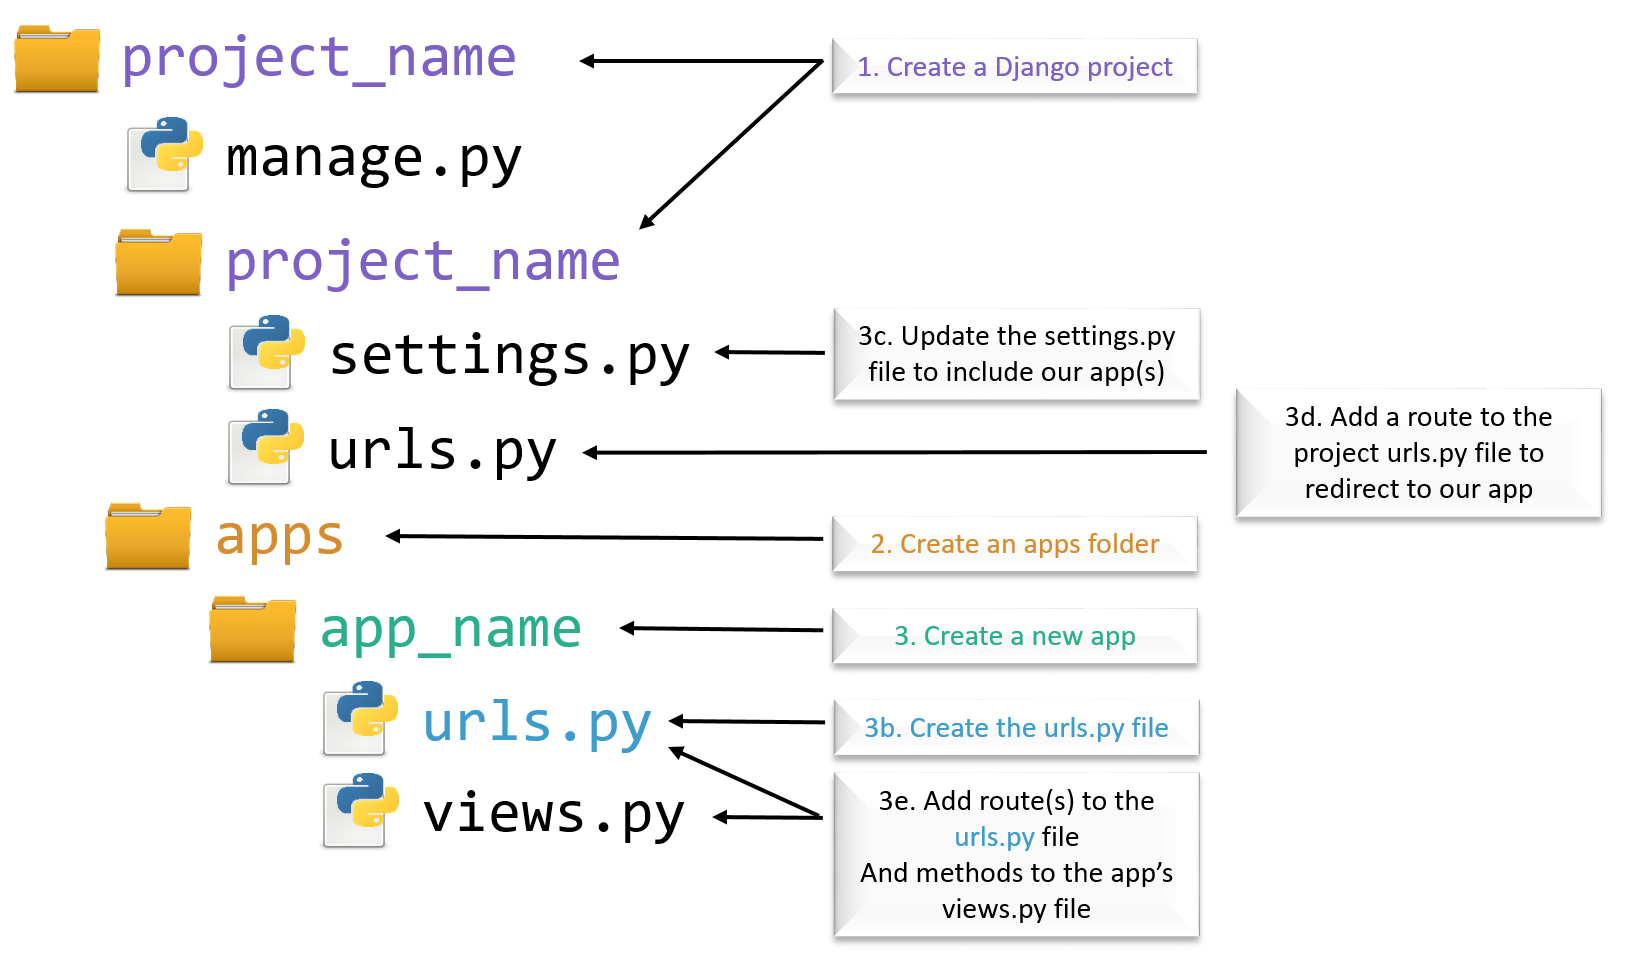 project_name
1. Create a Django project
manage.py
project_name
settings.py
3c. Update the settings.py
file to include our app(s)
urls.py
3d. Add a route to the
project urls.py file to
redirect to our app
apps
2. Create an apps folder
app_name
3. Create a new app
urls.py
3b. Create the urls.py file
views.py
3e. Add route(s) to the
urls.py file
And methods to the app’s
views.py file